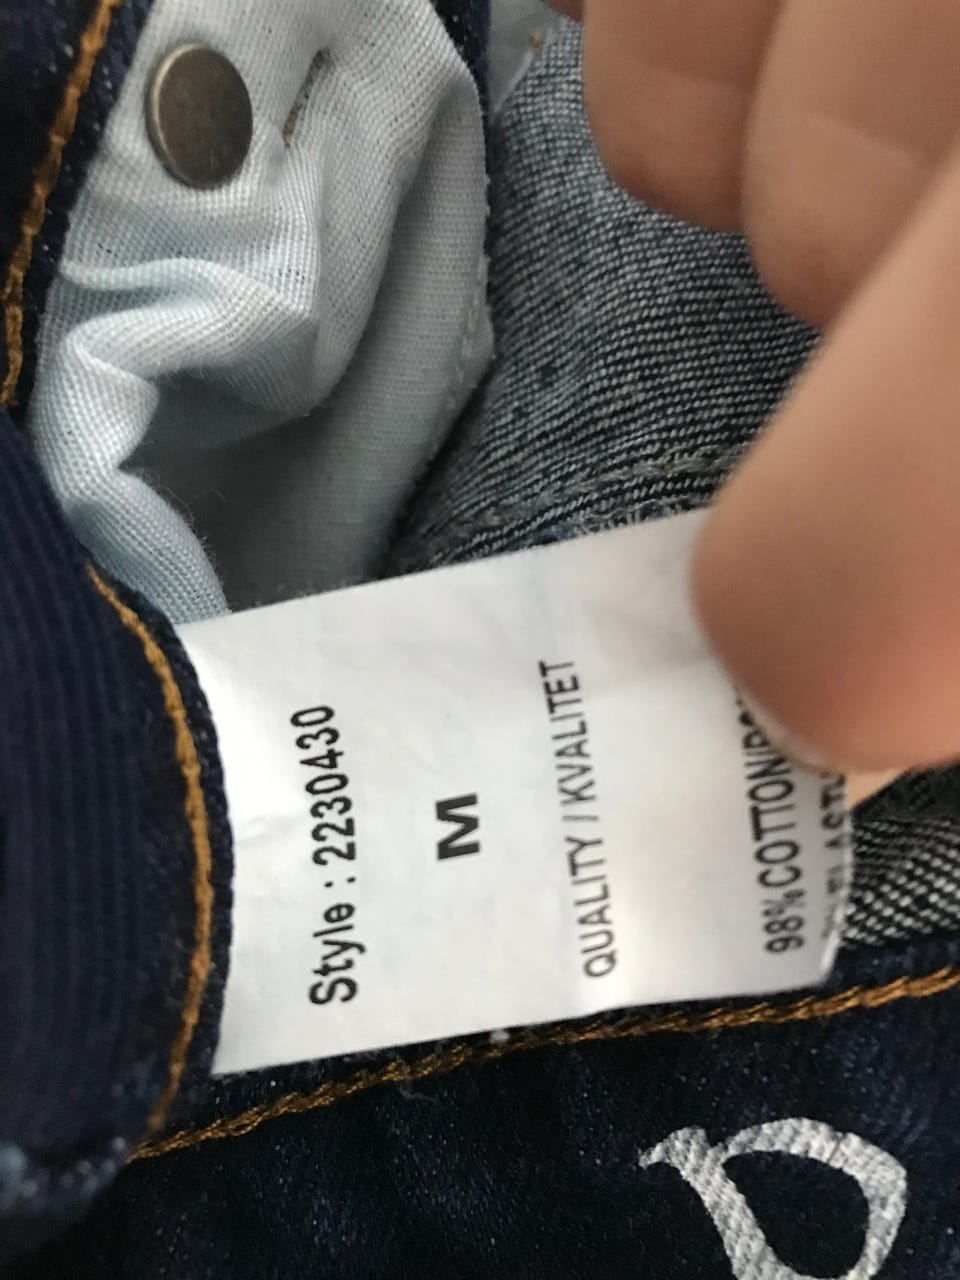 Style : 2230430
M
QUALITY / KVALITET
98%COTTON/